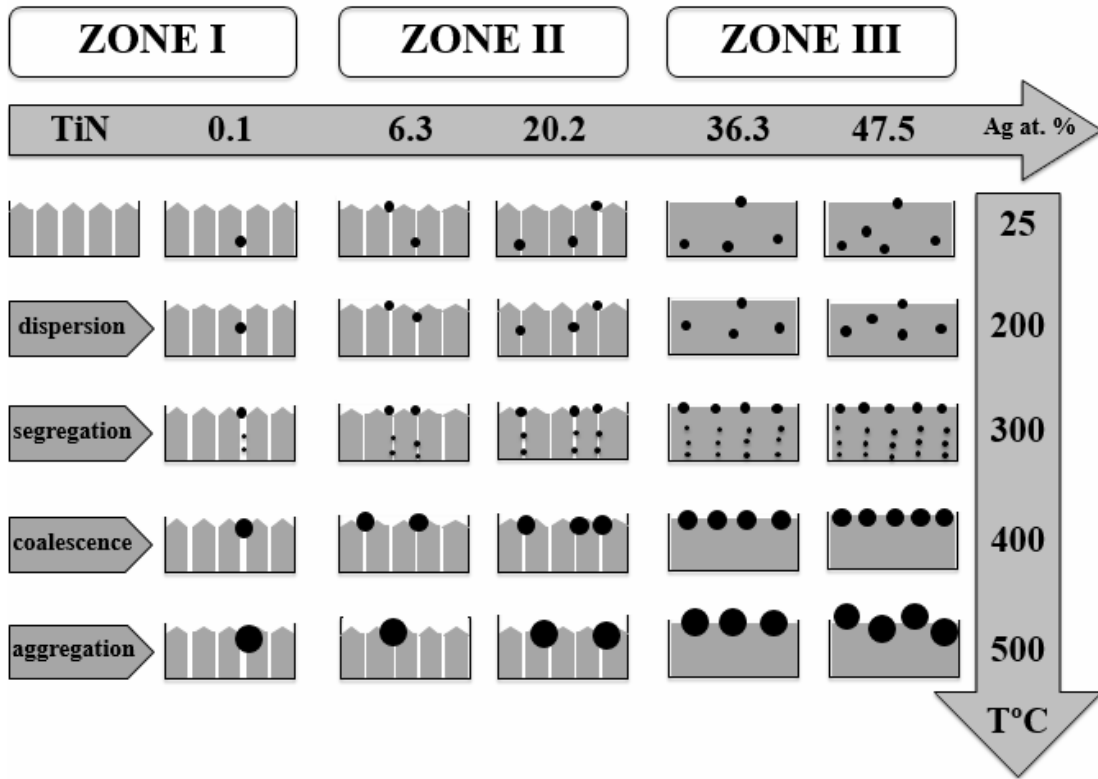 ZONE I ZONE II ZONE III
TiN 0.1 6.3 20.2 36.3 47.5 Ag at. %
25
dispersion 200
segregation 300
coalescence 400
aggregation 500
TºC